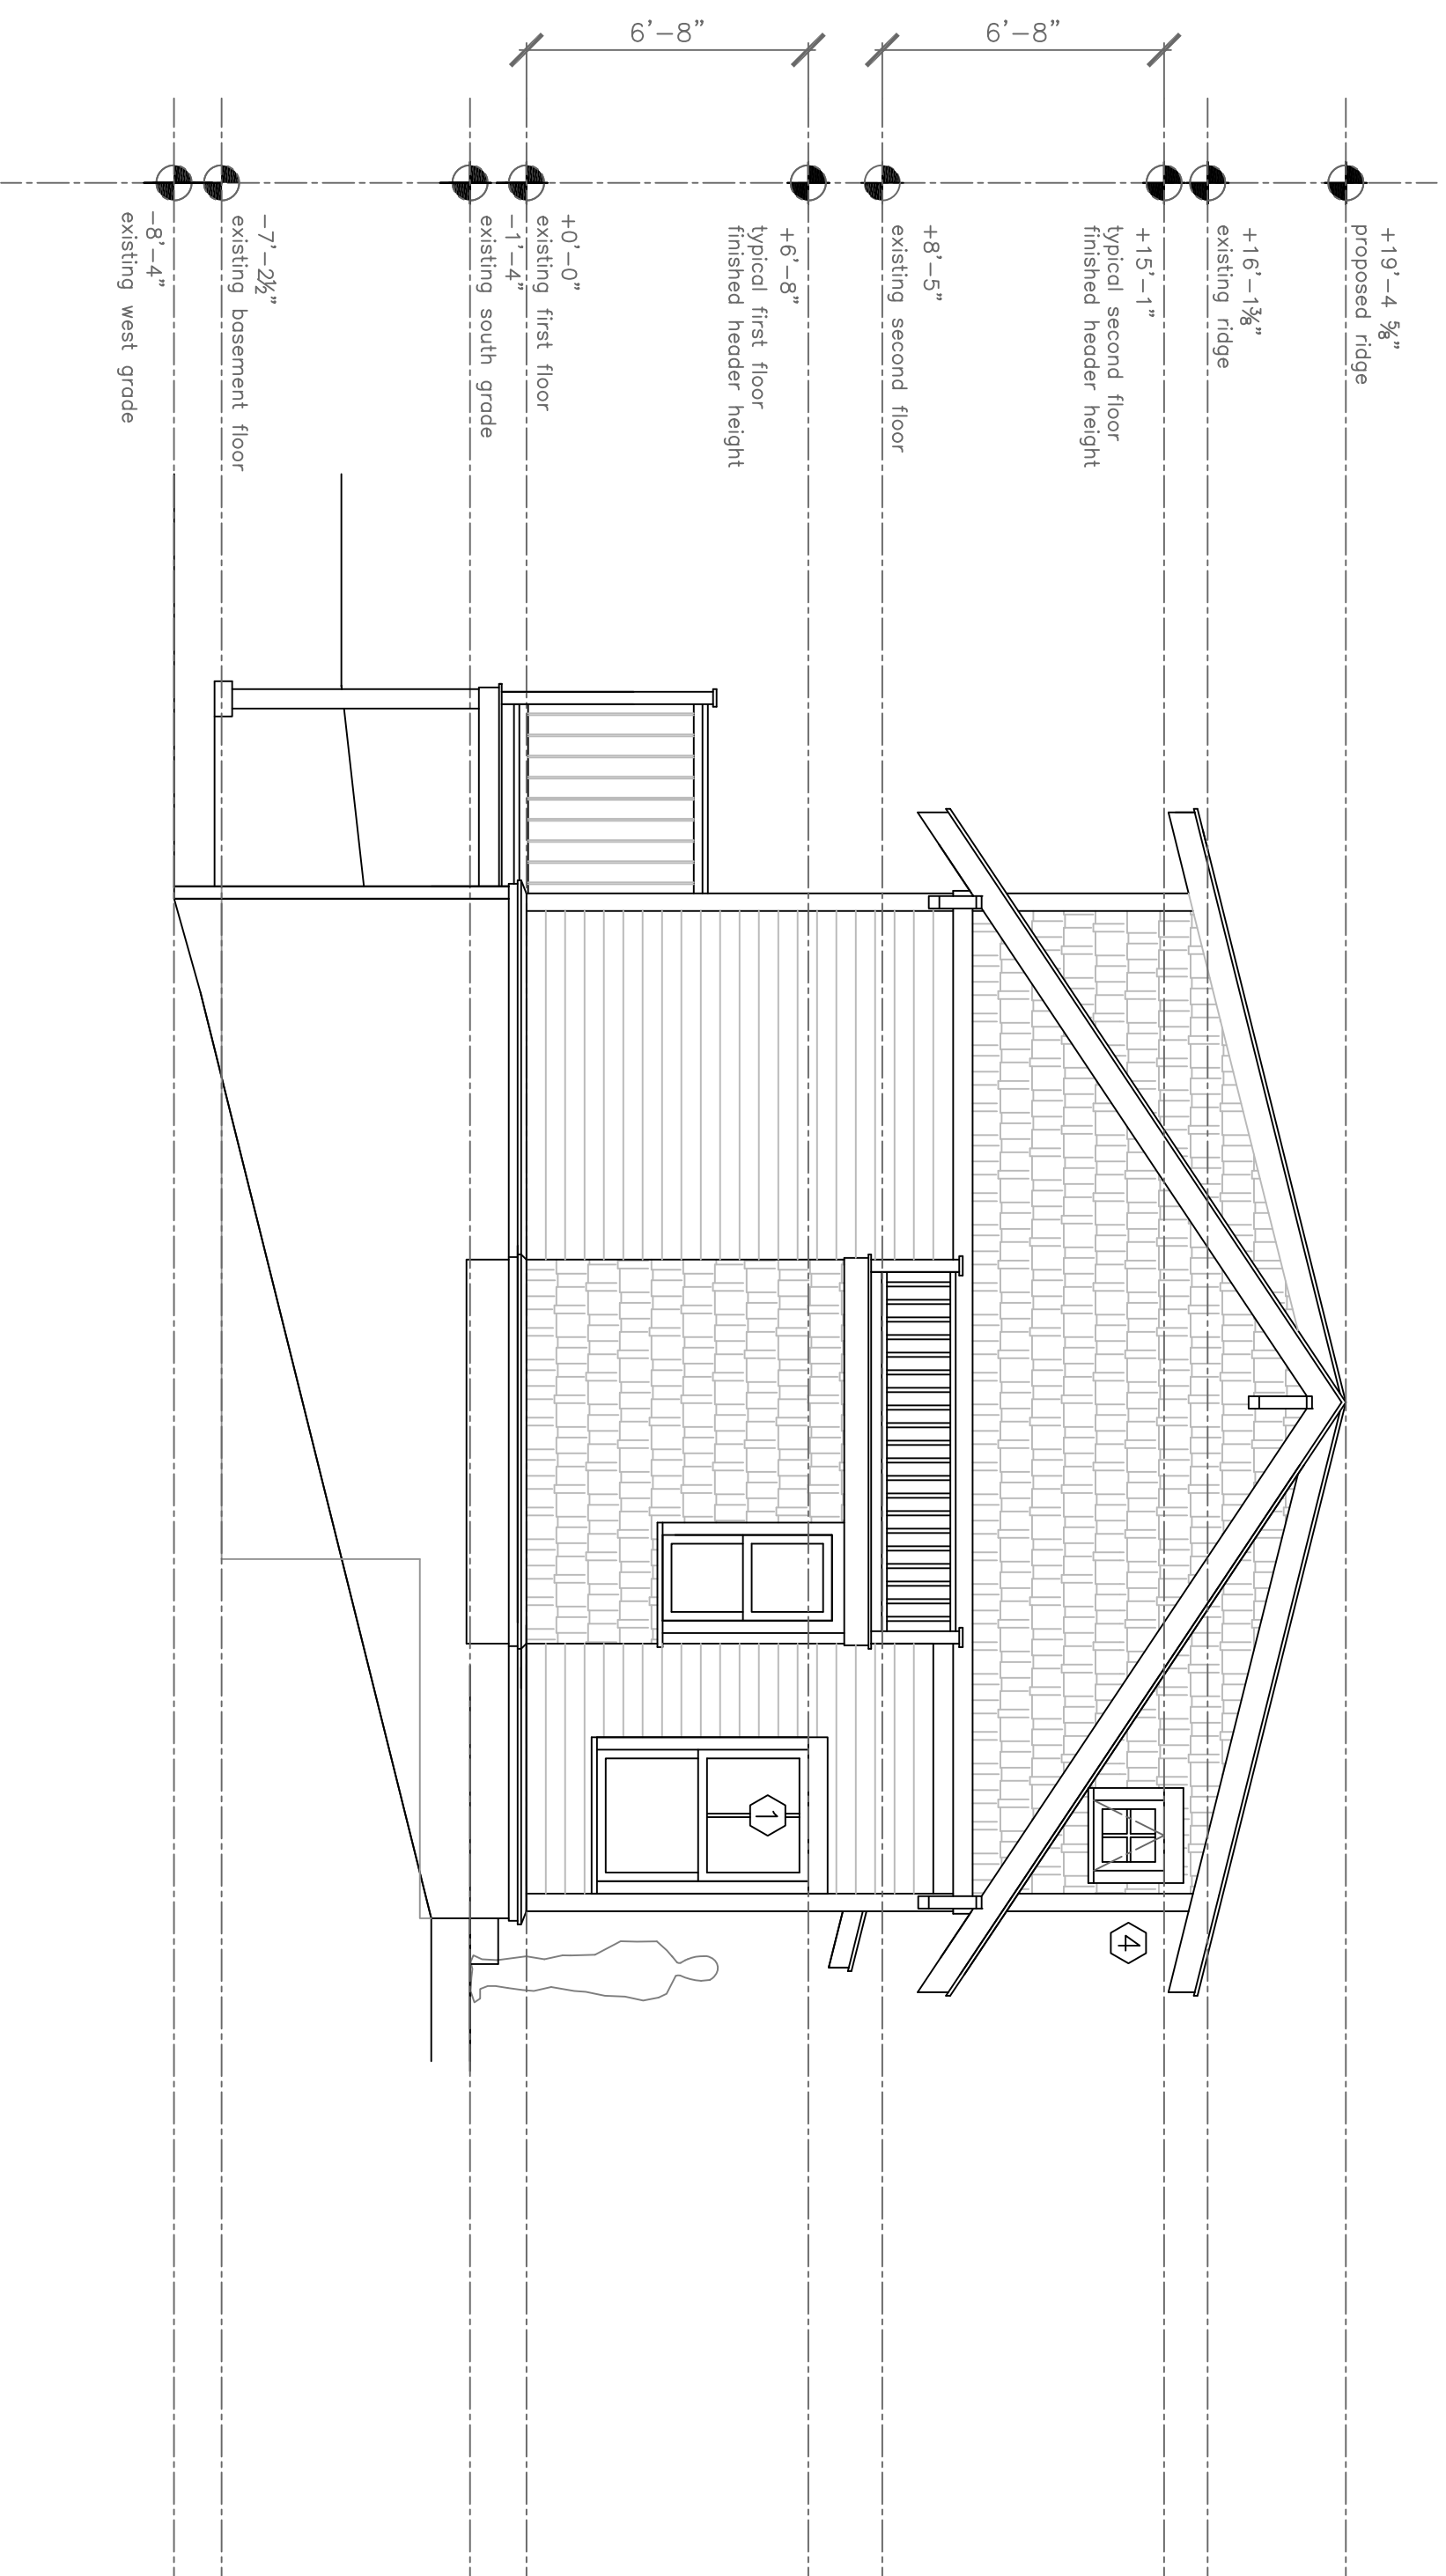 +19'-4 ⅝"
proposed ridge
+16'-1⅜"
existing ridge
+15'-1"
typical second floor
finished header height
+8'-5"
existing second floor
+6'-8"
typical first floor
finished header height
+0'-0"
existing first floor
-1'-4"
existing south grade
-7'-2½"
existing basement floor
-8'-4"
existing west grade
6'-8"
6'-8"
4
1